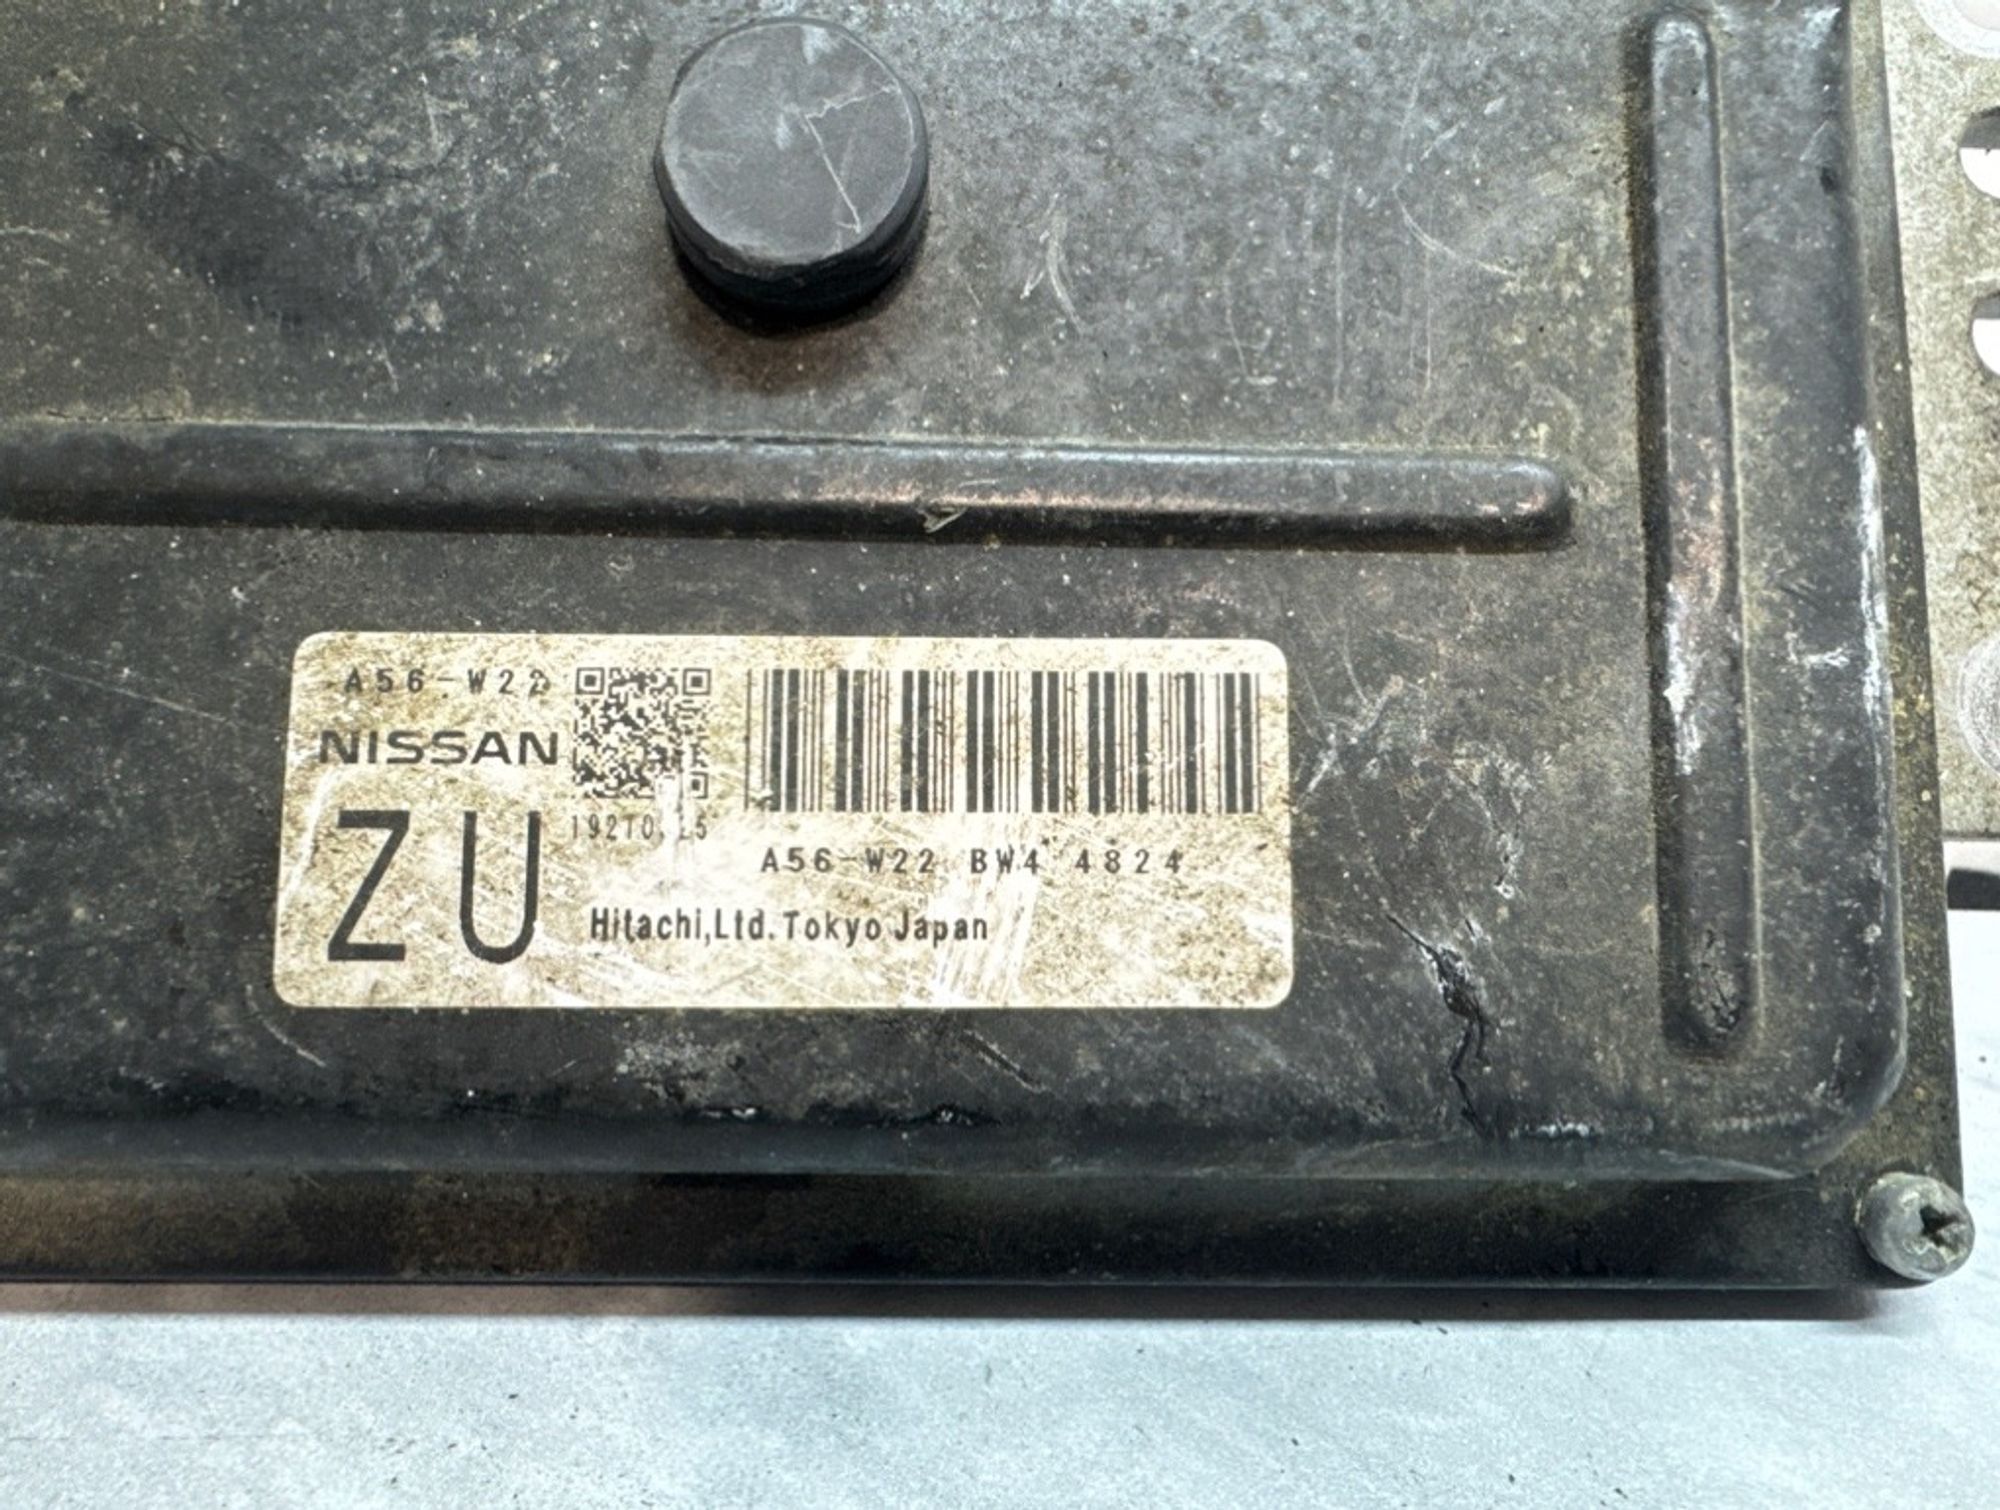 A56-W22
NISSAN
ZU
A56-W22 BW4 4824
Hitachi,Ltd. Tokyo Japan